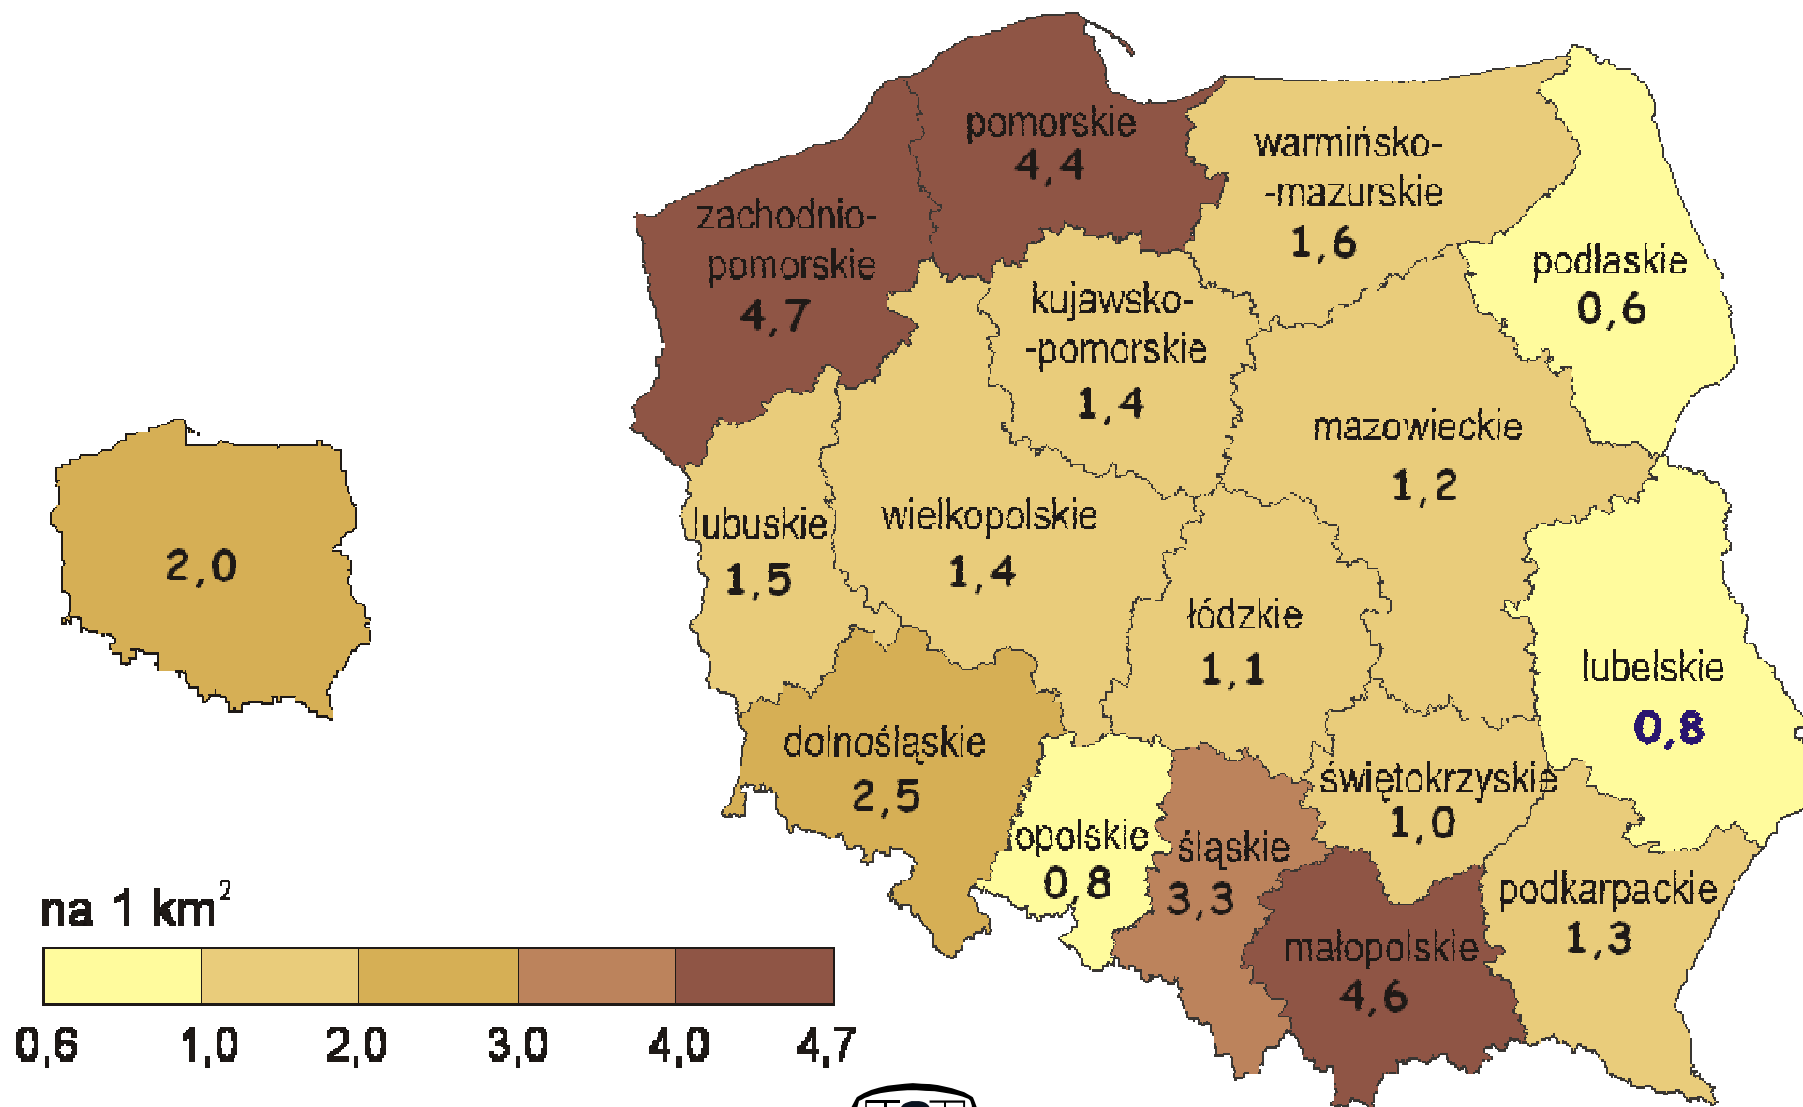 pomorskie
4,4
warmińsko-
-mazurskie
1,6
zachodnio-
pomorskie
4,7
podlaskie
0,6
kujawsko-
-pomorskie
1,4
mazowieckie
1,2
lubuskie
1,5
wielkopolskie
1,4
2,0
łódzkie
1,1
lubelskie
0,8
dolnośląskie
2,5
świętokrzyskie
1,0
opolskie
0,8
śląskie
3,3
podkarpackie
1,3
małopolskie
4,6
na 1 km²
0,6 1,0 2,0 3,0 4,0 4,7